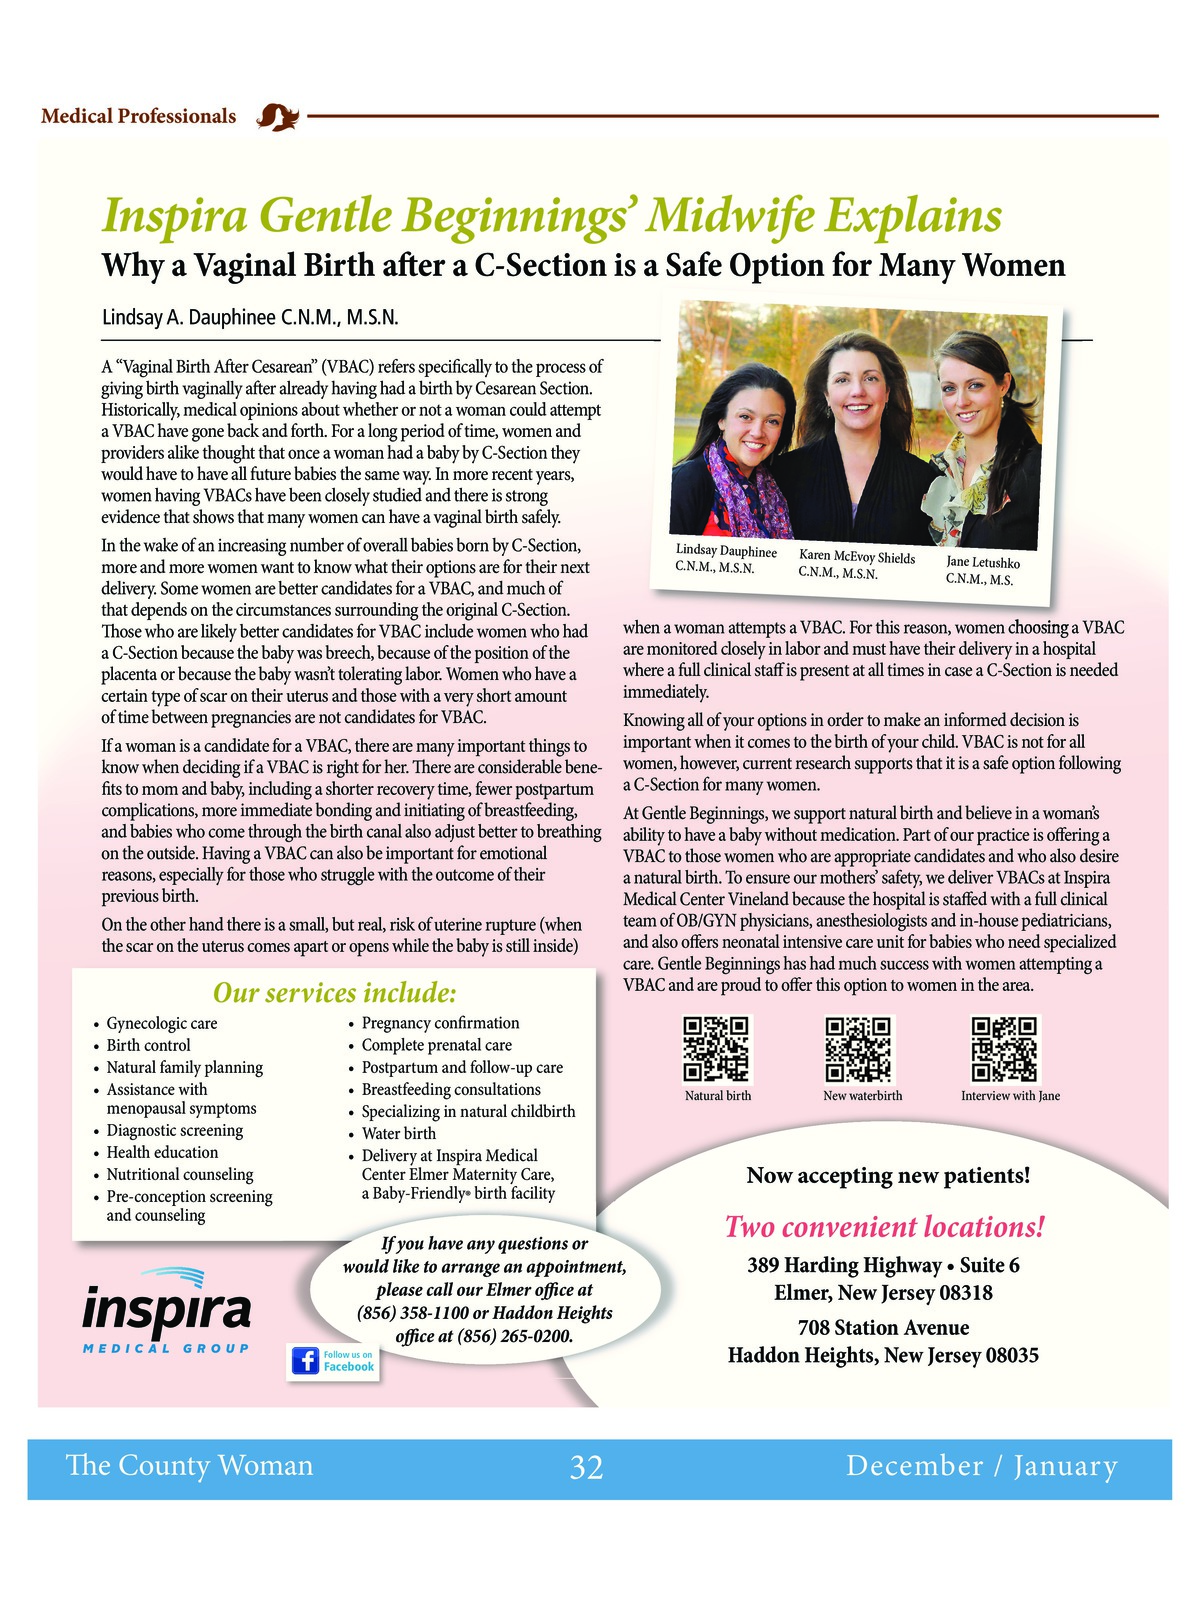 Medical Professionals
Inspira Gentle Beginnings’ Midwife Explains
Why a Vaginal Birth after a C-Section is a Safe Option for Many Women
Lindsay A. Dauphinee C.N.M., M.S.N.
A “Vaginal Birth After Cesarean” (VBAC) refers specifically to the process of
giving birth vaginally after already having had a birth by Cesarean Section.
Historically, medical opinions about whether or not a woman could attempt
a VBAC have gone back and forth. For a long period of time, women and
providers alike thought that once a woman had a baby by C-Section they
would have to have all future babies the same way. In more recent years,
women having VBACs have been closely studied and there is strong
evidence that shows that many women can have a vaginal birth safely.
In the wake of an increasing number of overall babies born by C-Section,
more and more women want to know what their options are for their next
delivery. Some women are better candidates for a VBAC, and much of
that depends on the circumstances surrounding the original C-Section.
Those who are likely better candidates for VBAC include women who had
a C-Section because the baby was breech, because of the position of the
placenta or because the baby wasn’t tolerating labor. Women who have a
certain type of scar on their uterus and those with a very short amount
of time between pregnancies are not candidates for VBAC.
If a woman is a candidate for a VBAC, there are many important things to
know when deciding if a VBAC is right for her. There are considerable bene-
fits to mom and baby, including a shorter recovery time, fewer postpartum
complications, more immediate bonding and initiating of breastfeeding,
and babies who come through the birth canal also adjust better to breathing
on the outside. Having a VBAC can also be important for emotional
reasons, especially for those who struggle with the outcome of their
previous birth.
On the other hand there is a small, but real, risk of uterine rupture (when
the scar on the uterus comes apart or opens while the baby is still inside)
Lindsay Dauphinee
C.N.M., M.S.N.
Karen McEvoy Shields
C.N.M., M.S.N.
Jane Letushko
C.N.M., M.S.
when a woman attempts a VBAC. For this reason, women choosing a VBAC
are monitored closely in labor and must have their delivery in a hospital
where a full clinical staff is present at all times in case a C-Section is needed
immediately.
Knowing all of your options in order to make an informed decision is
important when it comes to the birth of your child. VBAC is not for all
women, however, current research supports that it is a safe option following
a C-Section for many women.
At Gentle Beginnings, we support natural birth and believe in a woman’s
ability to have a baby without medication. Part of our practice is offering a
VBAC to those women who are appropriate candidates and who also desire
a natural birth. To ensure our mothers’ safety, we deliver VBACs at Inspira
Medical Center Vineland because the hospital is staffed with a full clinical
team of OB/GYN physicians, anesthesiologists and in-house pediatricians,
and also offers neonatal intensive care unit for babies who need specialized
care. Gentle Beginnings has had much success with women attempting a
VBAC and are proud to offer this option to women in the area.
Natural birth
New waterbirth
Interview with Jane
Our services include:
• Gynecologic care
• Birth control
• Natural family planning
• Assistance with
menopausal symptoms
• Diagnostic screening
• Health education
• Nutritional counseling
• Pre-conception screening
and counseling
• Pregnancy confirmation
• Complete prenatal care
• Postpartum and follow-up care
• Breastfeeding consultations
• Specializing in natural childbirth
• Water birth
• Delivery at Inspira Medical
Center Elmer Maternity Care,
a Baby-Friendly® birth facility
If you have any questions or
would like to arrange an appointment,
please call our Elmer office at
(856) 358-1100 or Haddon Heights
office at (856) 265-0200.
inspira
MEDICAL GROUP
f
Follow us on
Facebook
Now accepting new patients!
Two convenient locations!
389 Harding Highway • Suite 6
Elmer, New Jersey 08318
708 Station Avenue
Haddon Heights, New Jersey 08035
The County Woman
32
December / January